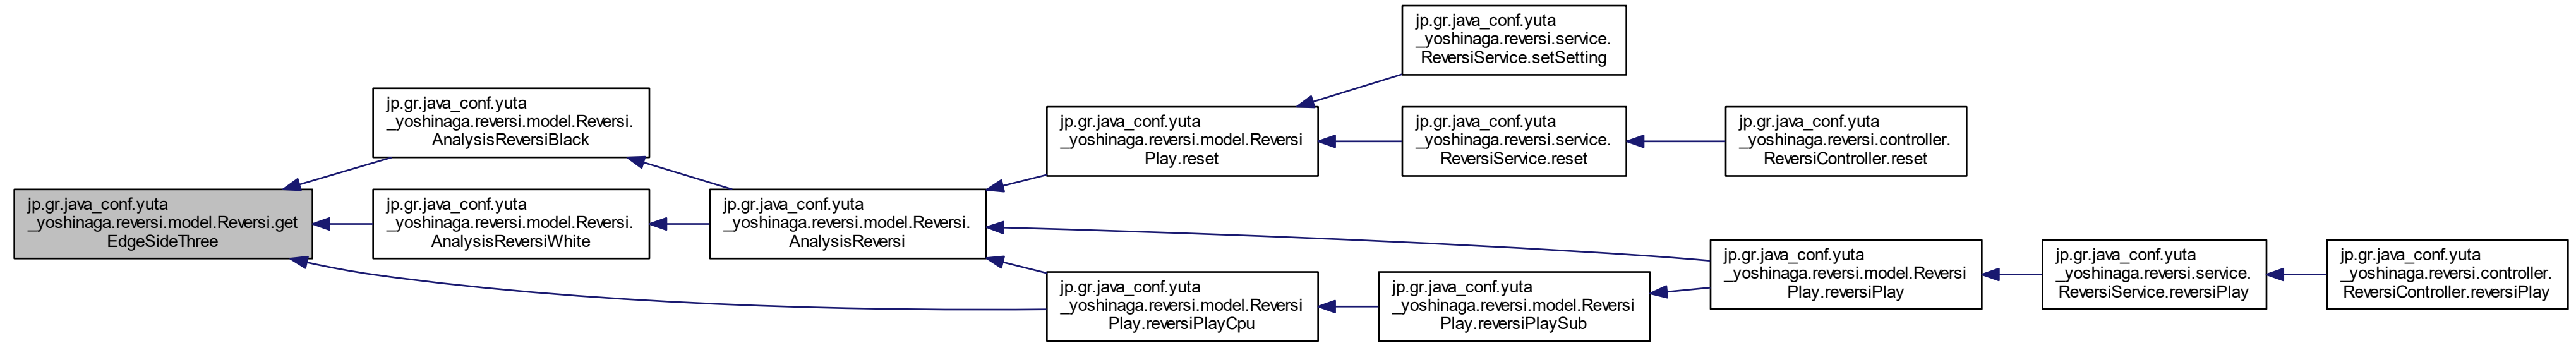 jp.gr.java_conf.yuta
_yoshinaga.reversi.model.Reversi.get
EdgeSideThree
jp.gr.java_conf.yuta
_yoshinaga.reversi.model.Reversi.
AnalysisReversiBlack
jp.gr.java_conf.yuta
_yoshinaga.reversi.model.Reversi.
AnalysisReversiWhite
jp.gr.java_conf.yuta
_yoshinaga.reversi.model.Reversi.
AnalysisReversi
jp.gr.java_conf.yuta
_yoshinaga.reversi.model.Reversi
Play.reset
jp.gr.java_conf.yuta
_yoshinaga.reversi.service.
ReversiService.setSetting
jp.gr.java_conf.yuta
_yoshinaga.reversi.service.
ReversiService.reset
jp.gr.java_conf.yuta
_yoshinaga.reversi.controller.
ReversiController.reset
jp.gr.java_conf.yuta
_yoshinaga.reversi.model.Reversi
Play.reversiPlayCpu
jp.gr.java_conf.yuta
_yoshinaga.reversi.model.Reversi
Play.reversiPlaySub
jp.gr.java_conf.yuta
_yoshinaga.reversi.model.Reversi
Play.reversiPlay
jp.gr.java_conf.yuta
_yoshinaga.reversi.service.
ReversiService.reversiPlay
jp.gr.java_conf.yuta
_yoshinaga.reversi.controller.
ReversiController.reversiPlay